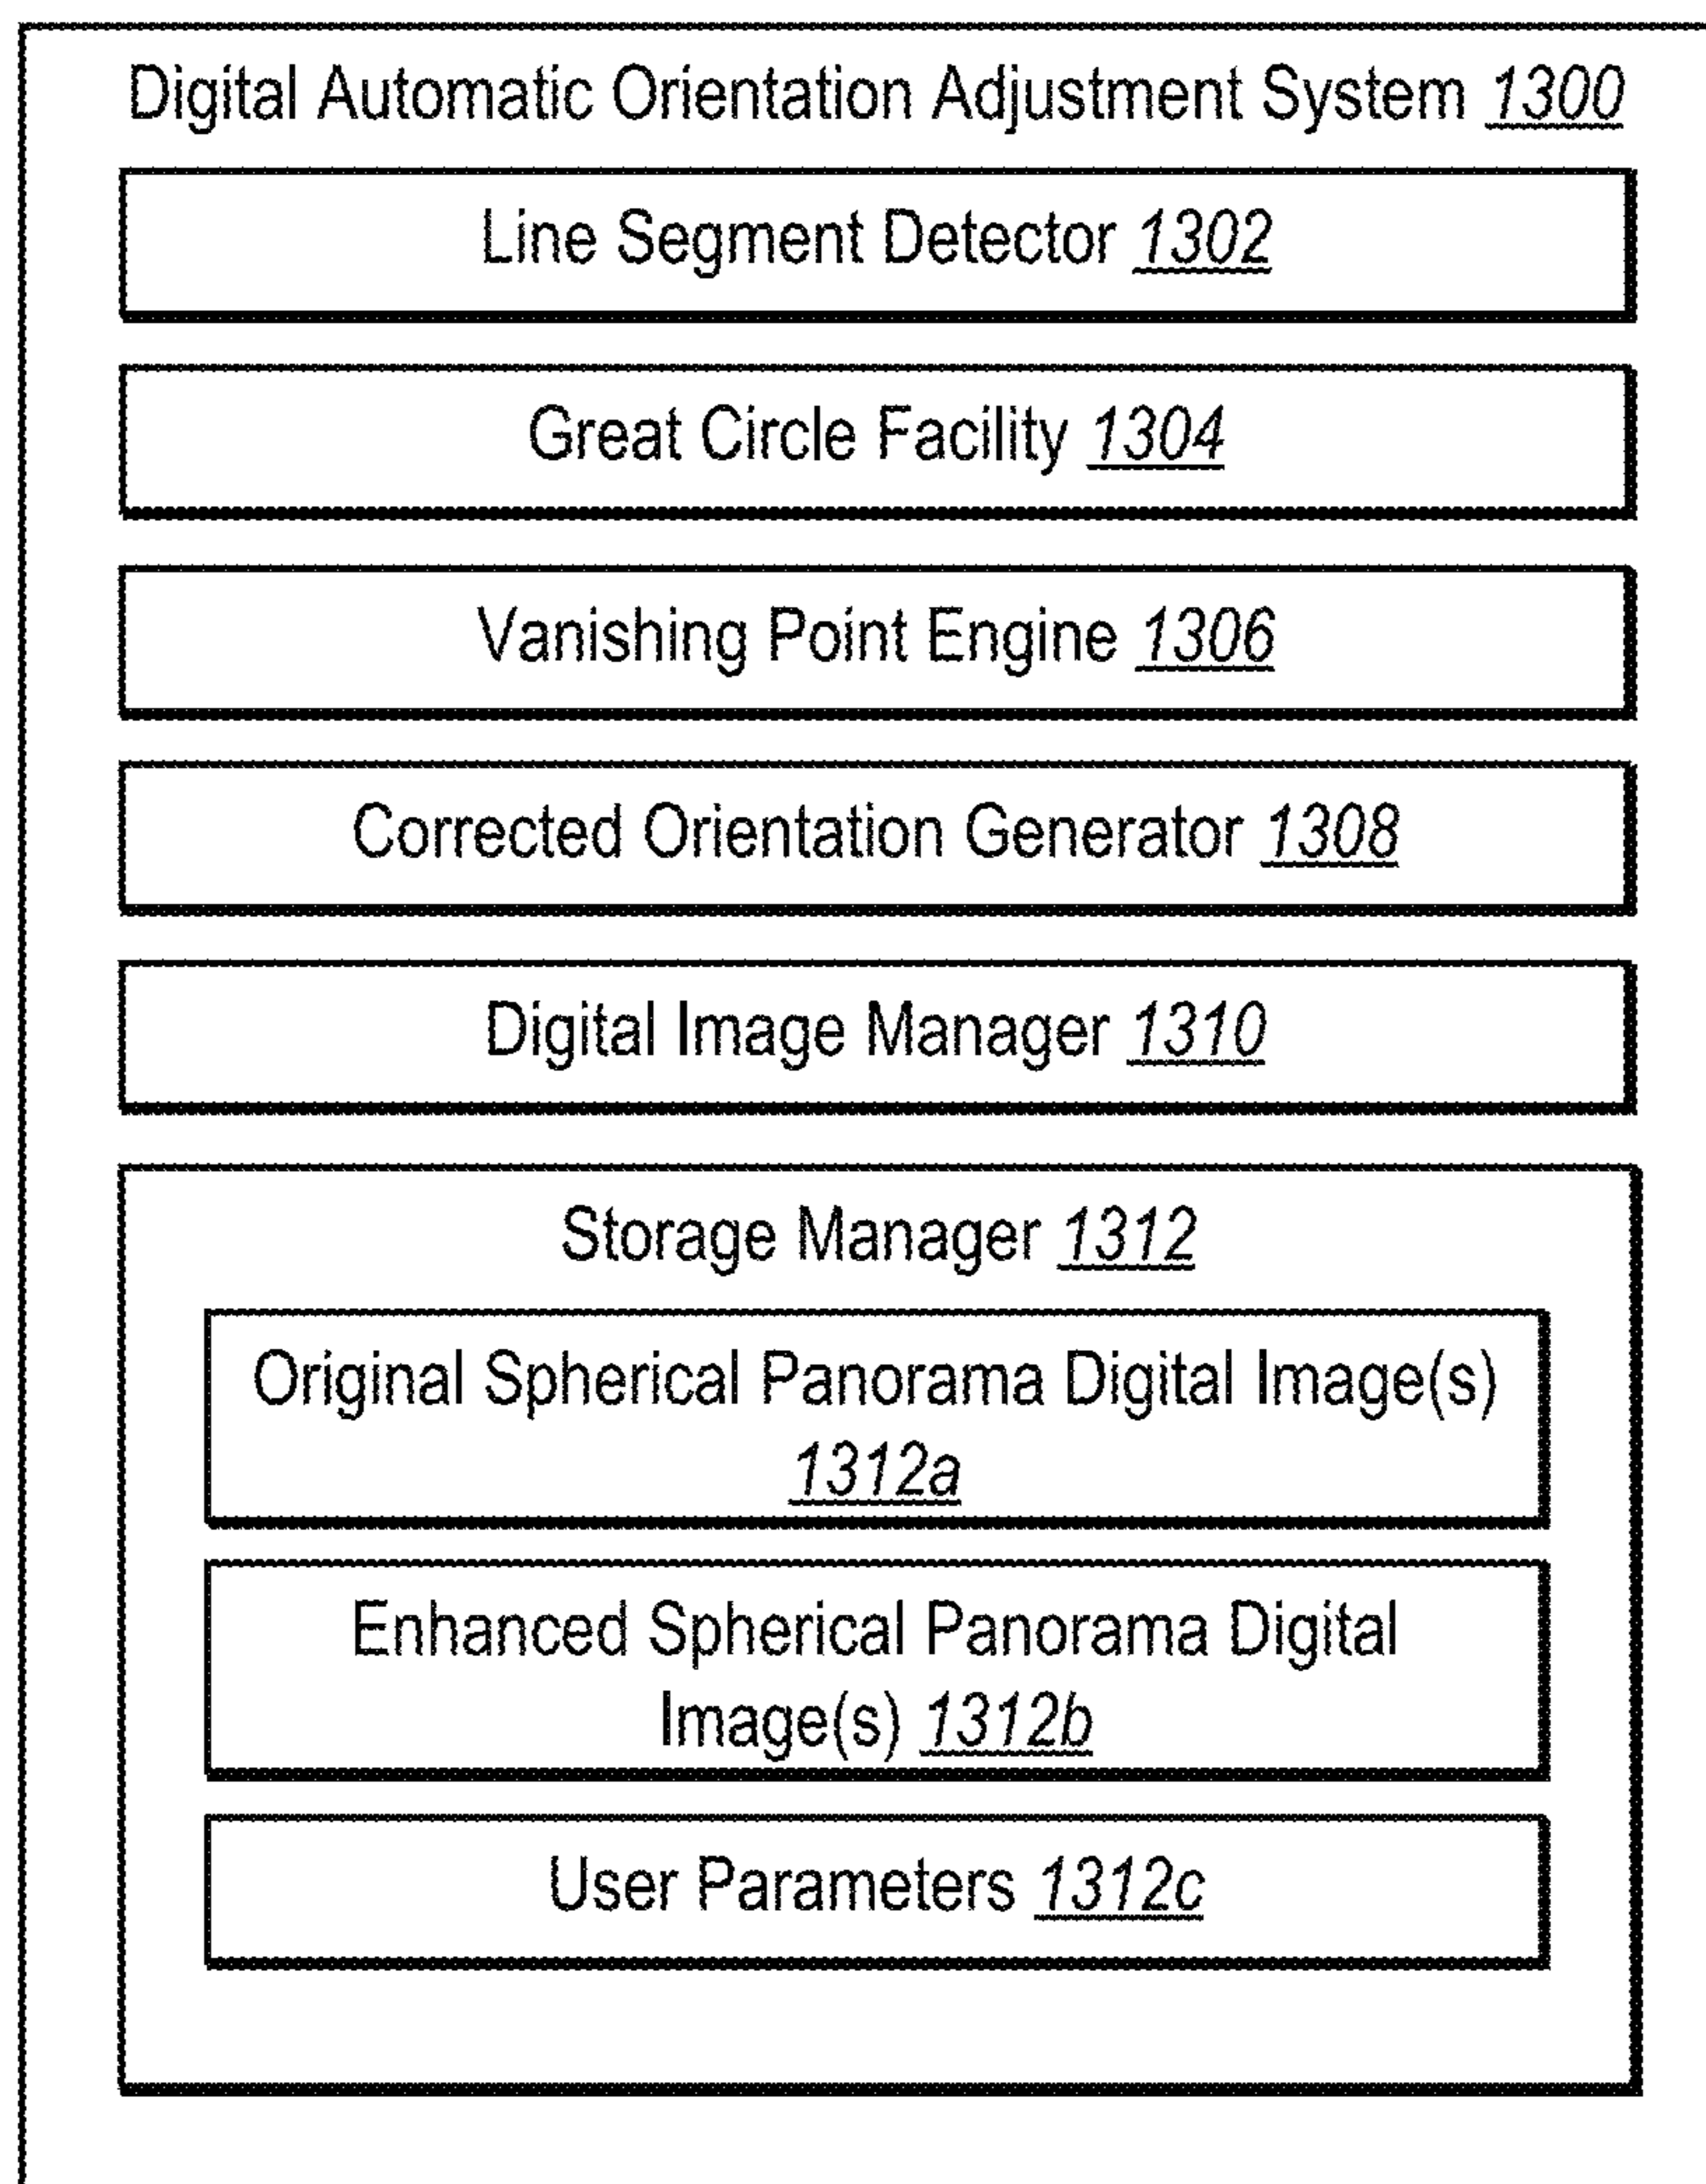 Digital Automatic Orientation Adjustment System 1300
Line Segment Detector 1302
Great Circle Facility 1304
Vanishing Point Engine 1306
Corrected Orientation Generator 1308
Digital Image Manager 1310
Storage Manager 1312
Original Spherical Panorama Digital Image(s)
1312a
Enhanced Spherical Panorama Digital
Image(s) 1312b
User Parameters 1312c